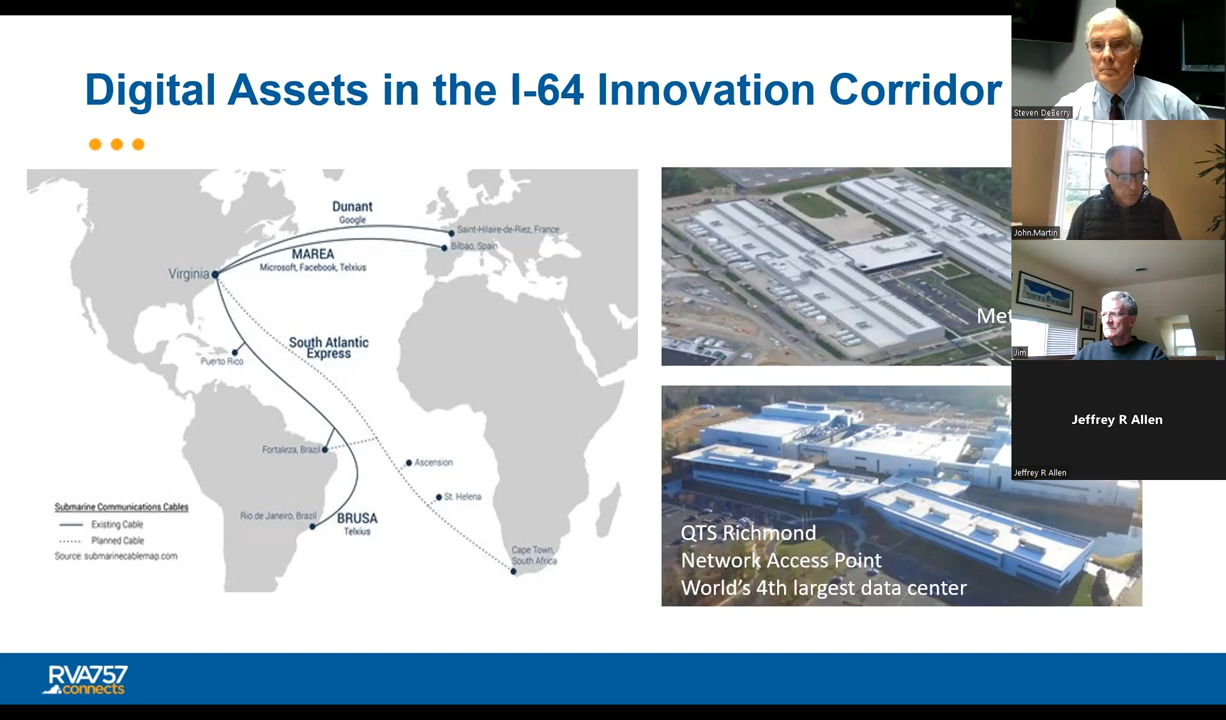 Digital Assets in the I-64 Innovation Corridor
Dunant
Google
Saint-Hilaire-de-Riez, France
Bilbao, Spain
MAREA
Microsoft, Facebook, Telxius
Virginia
South Atlantic
Express
Puerto Rico
Fortaleza, Brazil
Ascension
St. Helena
Rio de Janeiro, Brazil
BRUSA
Telxius
Cape Town,
South Africa
Submarine Communications Cables
Existing Cable
Planned Cable
Source: submarinecablemap.com
Met
QTS Richmond
Network Access Point
World's 4th largest data center
Steven DeBerry
John.Martin
Jim
Jeffrey R Allen
Jeffrey R Allen
RVA757
connects